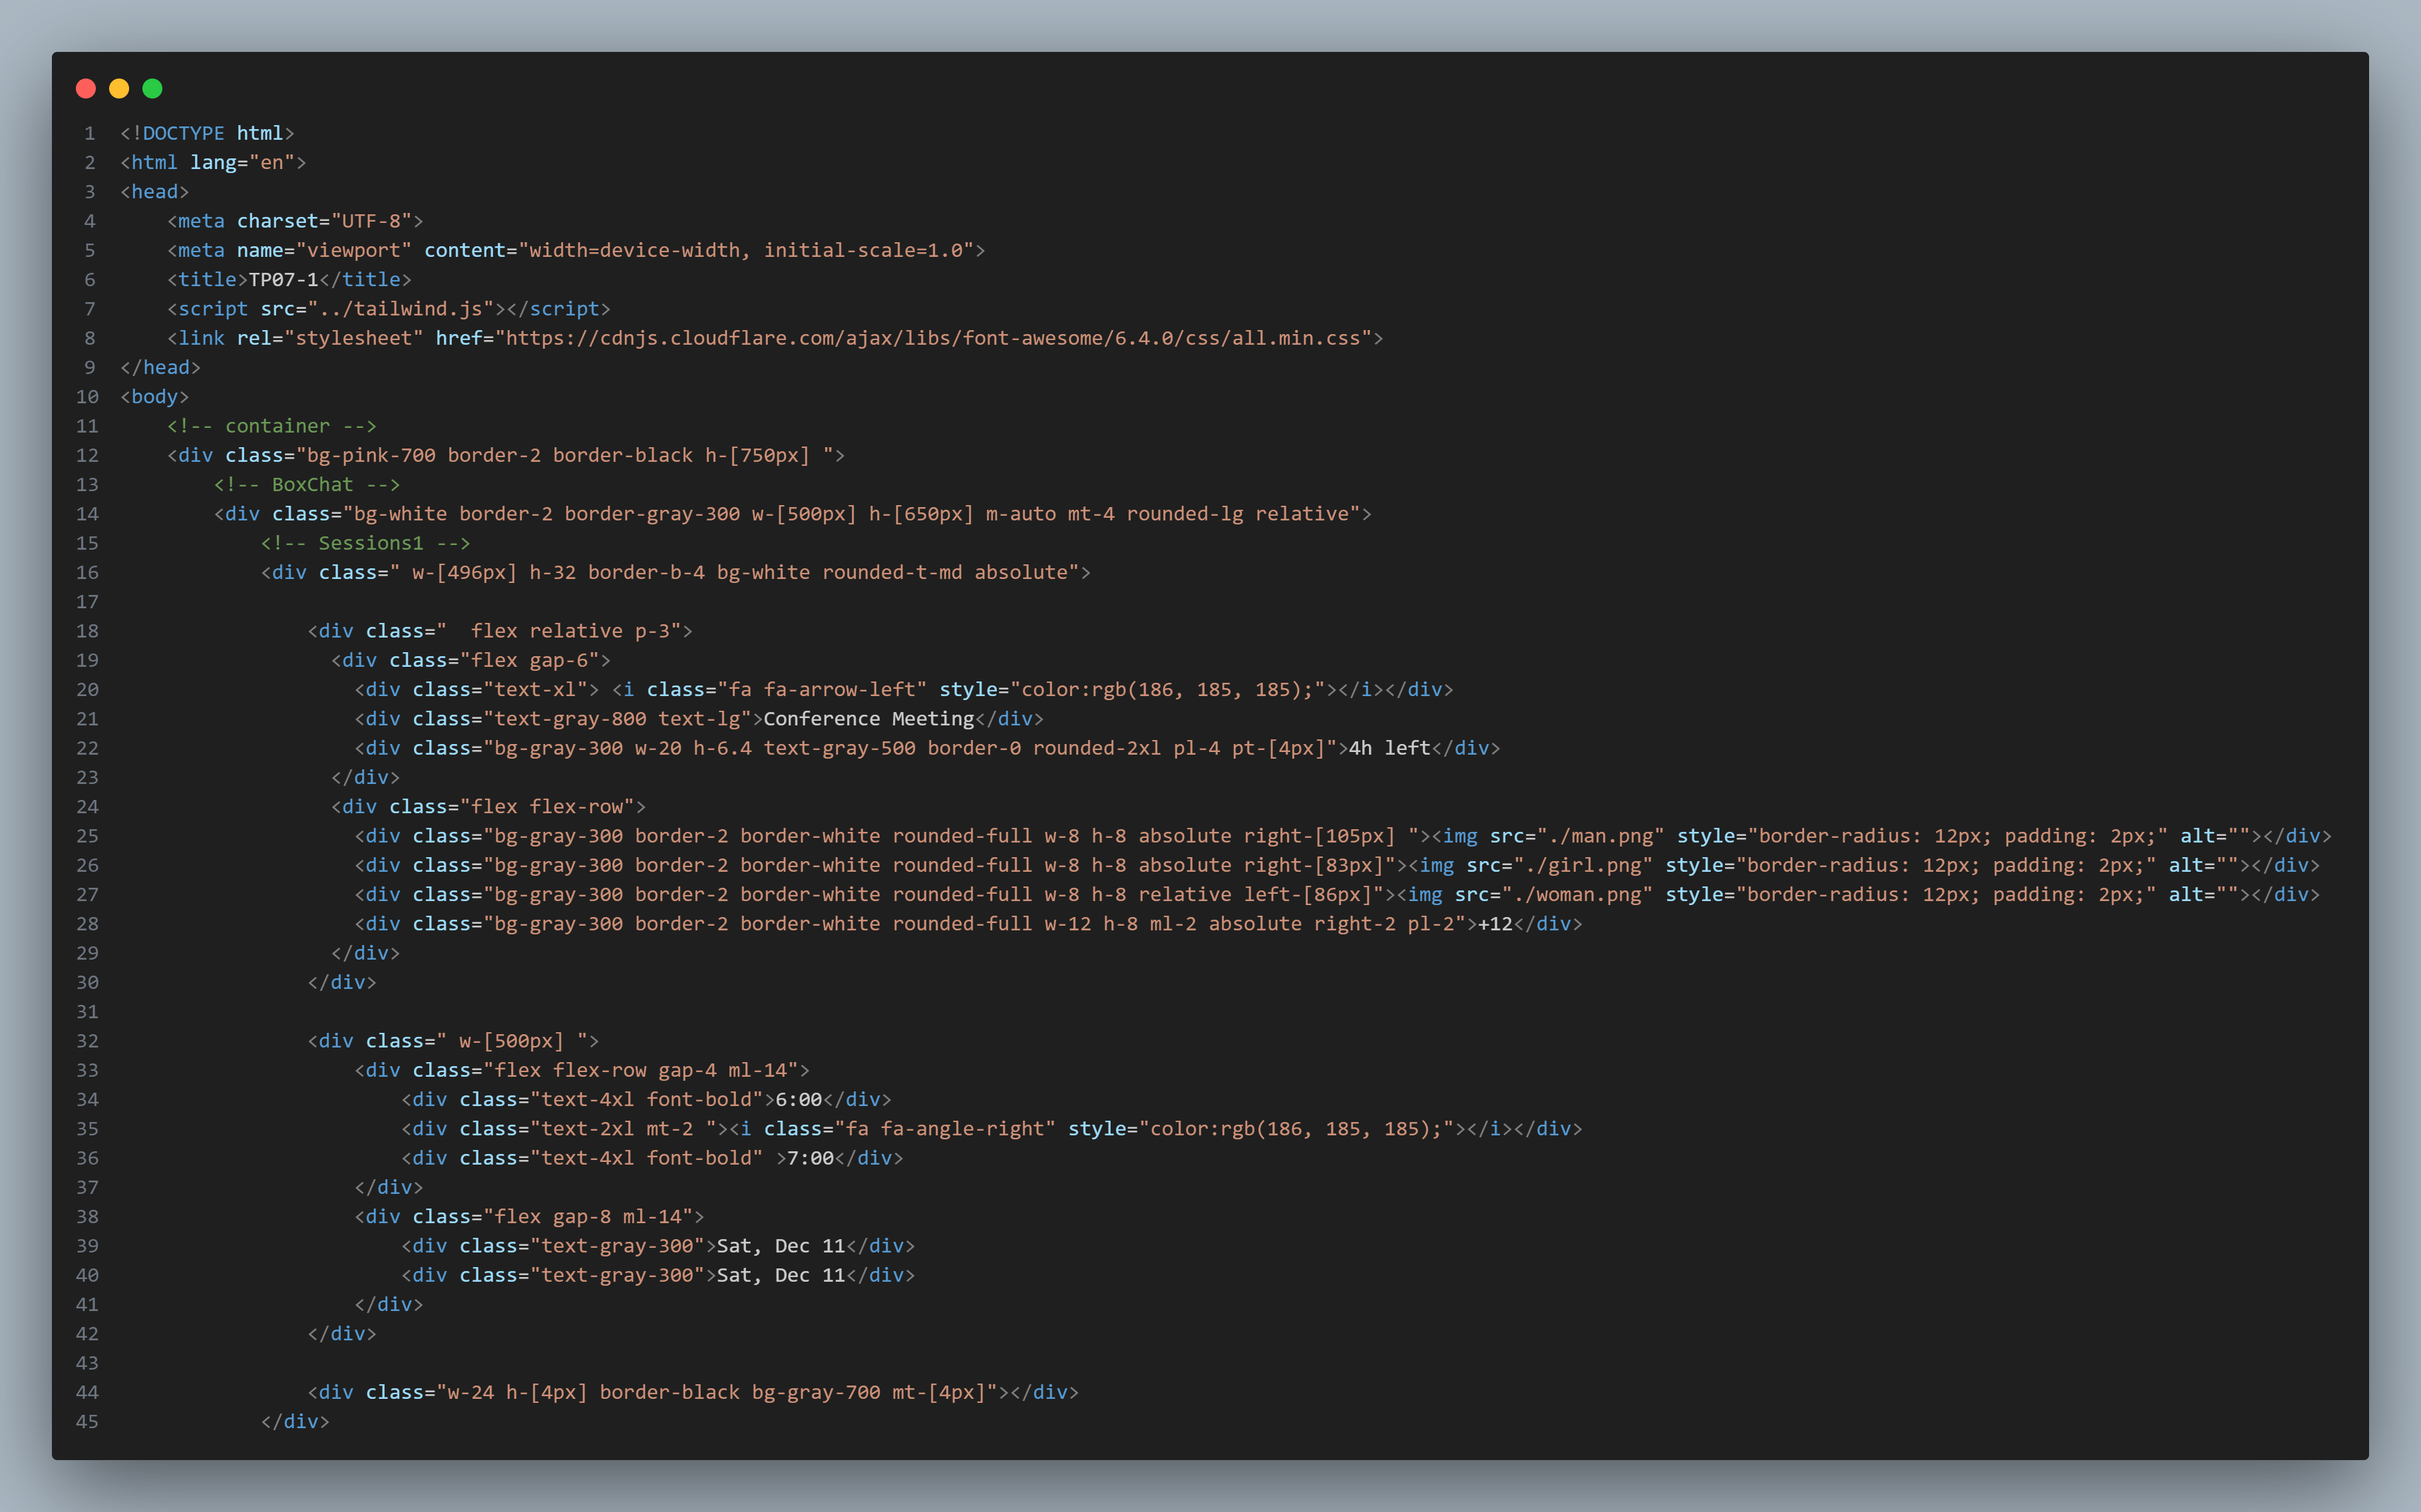 1 <!DOCTYPE html>
2 <html lang="en">
3 <head>
4     <meta charset="UTF-8">
5     <meta name="viewport" content="width=device-width, initial-scale=1.0">
6     <title>TP07-1</title>
7     <script src="../tailwind.js"></script>
8     <link rel="stylesheet" href="https://cdnjs.cloudflare.com/ajax/libs/font-awesome/6.4.0/css/all.min.css">
9 </head>
10 <body>
11     <!-- container -->
12     <div class="bg-pink-700 border-2 border-black h-[750px] ">
13         <!-- BoxChat -->
14         <div class="bg-white border-2 border-gray-300 w-[500px] h-[650px] m-auto mt-4 rounded-lg relative">
15             <!-- Sessions1 -->
16             <div class=" w-[496px] h-32 border-b-4 bg-white rounded-t-md absolute">
17
18                 <div class="  flex relative p-3">
19                   <div class="flex gap-6">
20                     <div class="text-xl"> <i class="fa fa-arrow-left" style="color:rgb(186, 185, 185);"></i></div>
21                     <div class="text-gray-800 text-lg">Conference Meeting</div>
22                     <div class="bg-gray-300 w-20 h-6.4 text-gray-500 border-0 rounded-2xl pl-4 pt-[4px]">4h left</div>
23                   </div>
24                   <div class="flex flex-row">
25                     <div class="bg-gray-300 border-2 border-white rounded-full w-8 h-8 absolute right-[105px] "><img src="./man.png" style="border-radius: 12px; padding: 2px;" alt=""></div>
26                     <div class="bg-gray-300 border-2 border-white rounded-full w-8 h-8 absolute right-[83px]"><img src="./girl.png" style="border-radius: 12px; padding: 2px;" alt=""></div>
27                     <div class="bg-gray-300 border-2 border-white rounded-full w-8 h-8 relative left-[86px]"><img src="./woman.png" style="border-radius: 12px; padding: 2px;" alt=""></div>
28                     <div class="bg-gray-300 border-2 border-white rounded-full w-12 h-8 ml-2 absolute right-2 pl-2">+12</div>
29                   </div>
30                 </div>
31
32                 <div class=" w-[500px] ">
33                     <div class="flex flex-row gap-4 ml-14">
34                         <div class="text-4xl font-bold">6:00</div>
35                         <div class="text-2xl mt-2 "><i class="fa fa-angle-right" style="color:rgb(186, 185, 185);"></i></div>
36                         <div class="text-4xl font-bold" >7:00</div>
37                     </div>
38                     <div class="flex gap-8 ml-14">
39                         <div class="text-gray-300">Sat, Dec 11</div>
40                         <div class="text-gray-300">Sat, Dec 11</div>
41                     </div>
42                 </div>
43
44                 <div class="w-24 h-[4px] border-black bg-gray-700 mt-[4px]"></div>
45             </div>